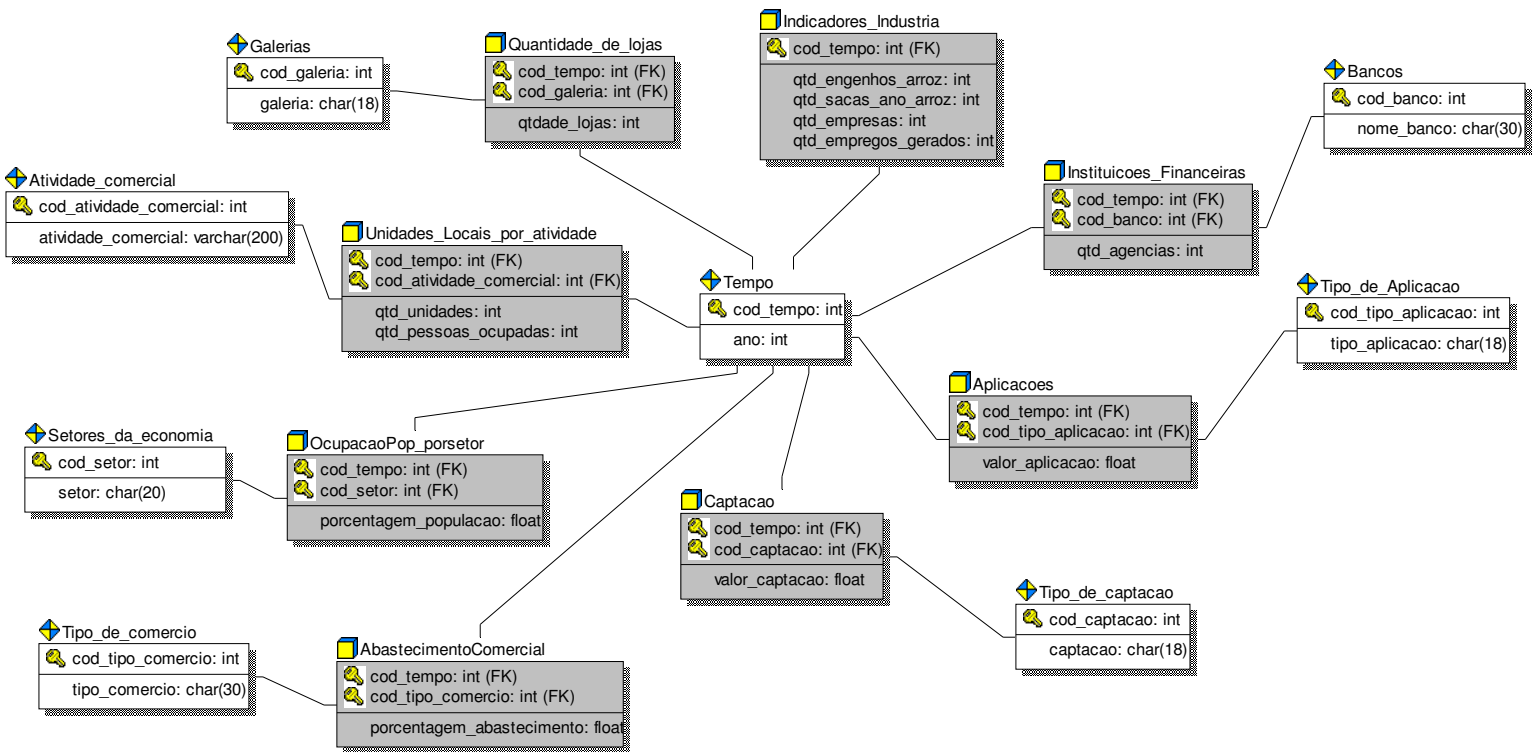 Galerias
cod_galeria: int
galeria: char(18)
Quantidade_de_lojas
cod_tempo: int (FK)
cod_galeria: int (FK)
qtdade_lojas: int
Indicadores_Industria
cod_tempo: int (FK)
qtd_engenhos_arroz: int
qtd_sacas_ano_arroz: int
qtd_empresas: int
qtd_empregos_gerados: int
Bancos
cod_banco: int
nome_banco: char(30)
Atividade_comercial
cod_atividade_comercial: int
atividade_comercial: varchar(200)
Unidades_Locais_por_atividade
cod_tempo: int (FK)
cod_atividade_comercial: int (FK)
qtd_unidades: int
qtd_pessoas_ocupadas: int
Instituicoes_Financeiras
cod_tempo: int (FK)
cod_banco: int (FK)
qtd_agencias: int
Tempo
cod_tempo: int
ano: int
Tipo_de_Aplicacao
cod_tipo_aplicacao: int
tipo_aplicacao: char(18)
Aplicacoes
cod_tempo: int (FK)
cod_tipo_aplicacao: int (FK)
valor_aplicacao: float
Setores_da_economia
cod_setor: int
setor: char(20)
OcupacaoPop_porsetor
cod_tempo: int (FK)
cod_setor: int (FK)
porcentagem_populacao: float
Captacao
cod_tempo: int (FK)
cod_captacao: int (FK)
valor_captacao: float
Tipo_de_captacao
cod_captacao: int
captacao: char(18)
Tipo_de_comercio
cod_tipo_comercio: int
tipo_comercio: char(30)
AbastecimentoComercial
cod_tempo: int (FK)
cod_tipo_comercio: int (FK)
porcentagem_abastecimento: float